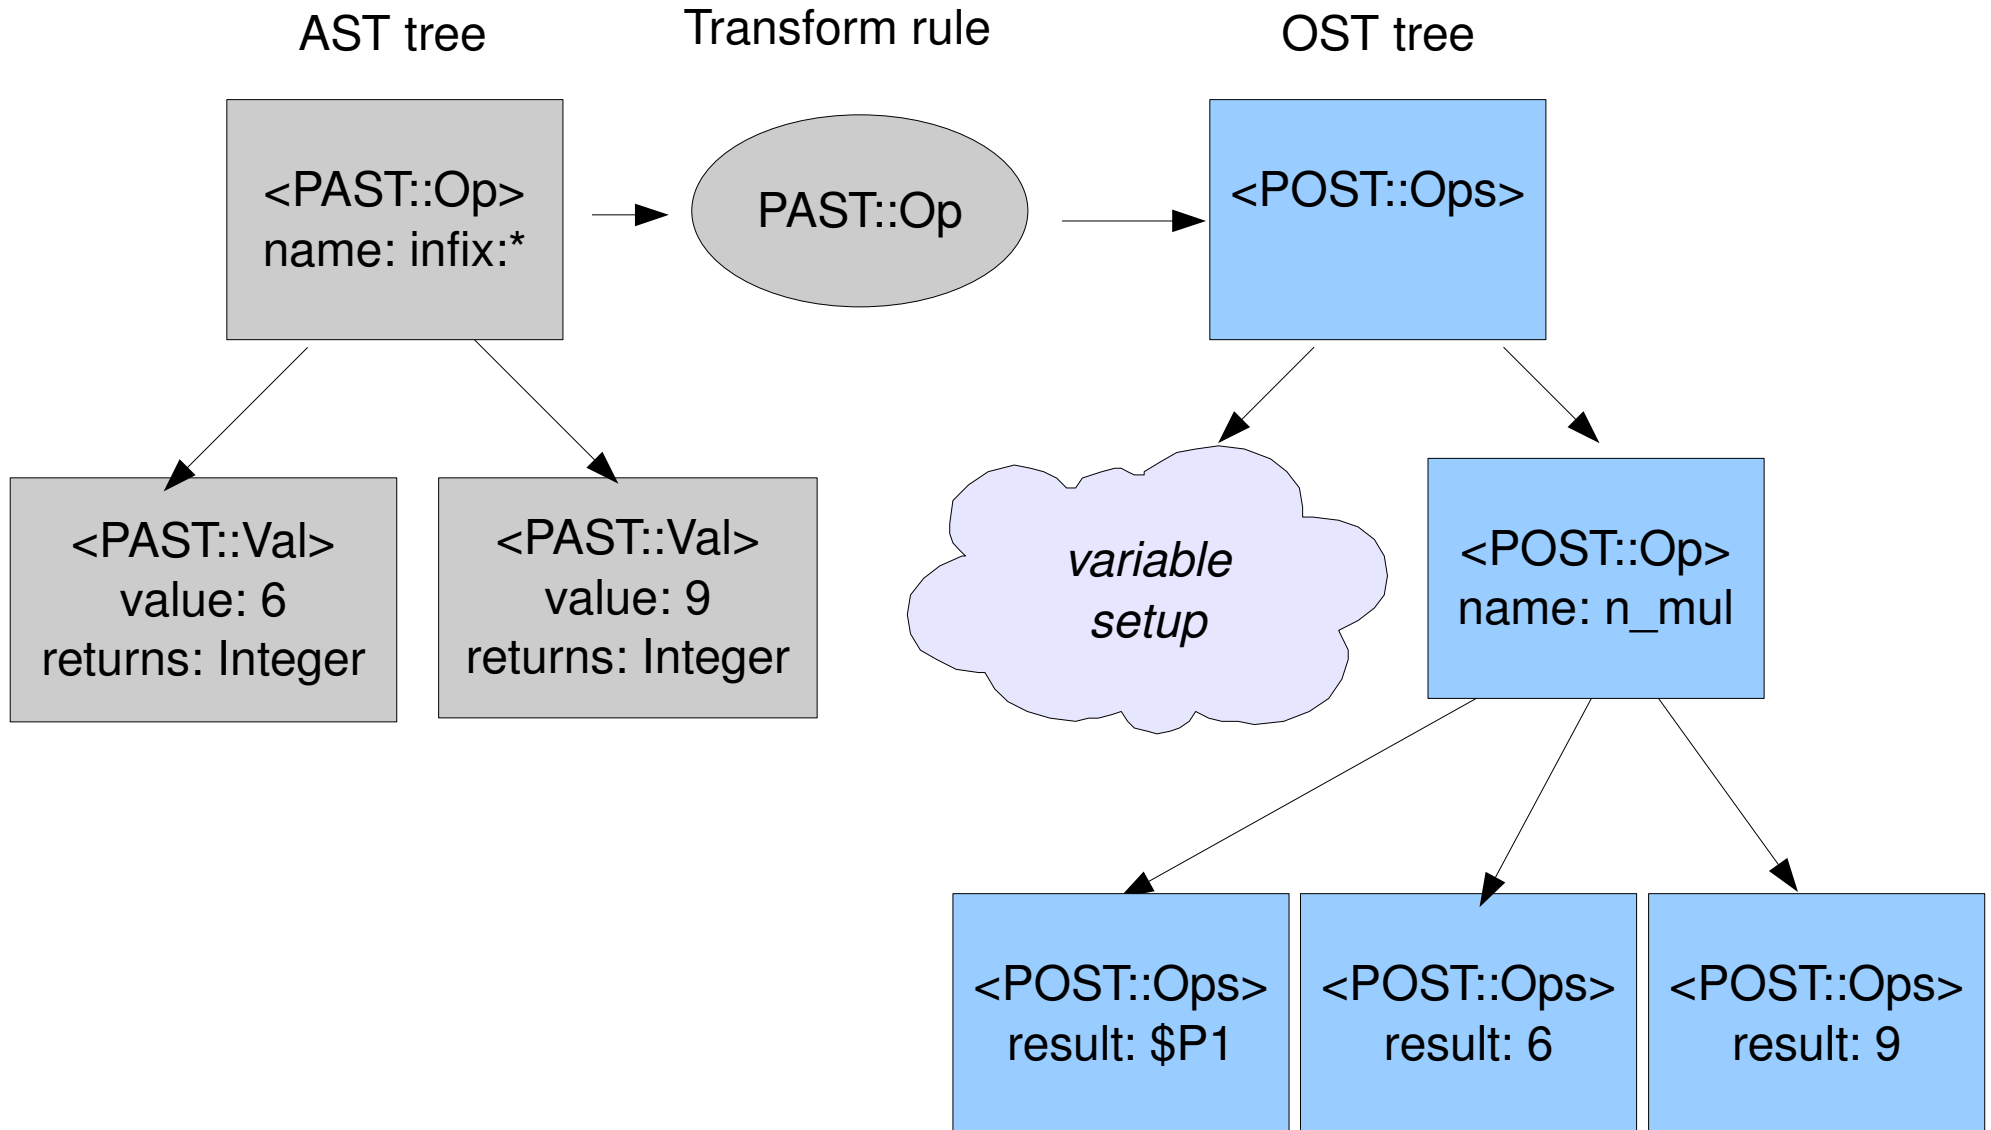 AST tree
Transform rule
OST tree
<PAST::Op>
name: infix:*
PAST::Op
<POST::Ops>
<PAST::Val>
value: 6
returns: Integer
<PAST::Val>
value: 9
returns: Integer
variable
setup
<POST::Op>
name: n_mul
<POST::Ops>
result: $P1
<POST::Ops>
result: 6
<POST::Ops>
result: 9